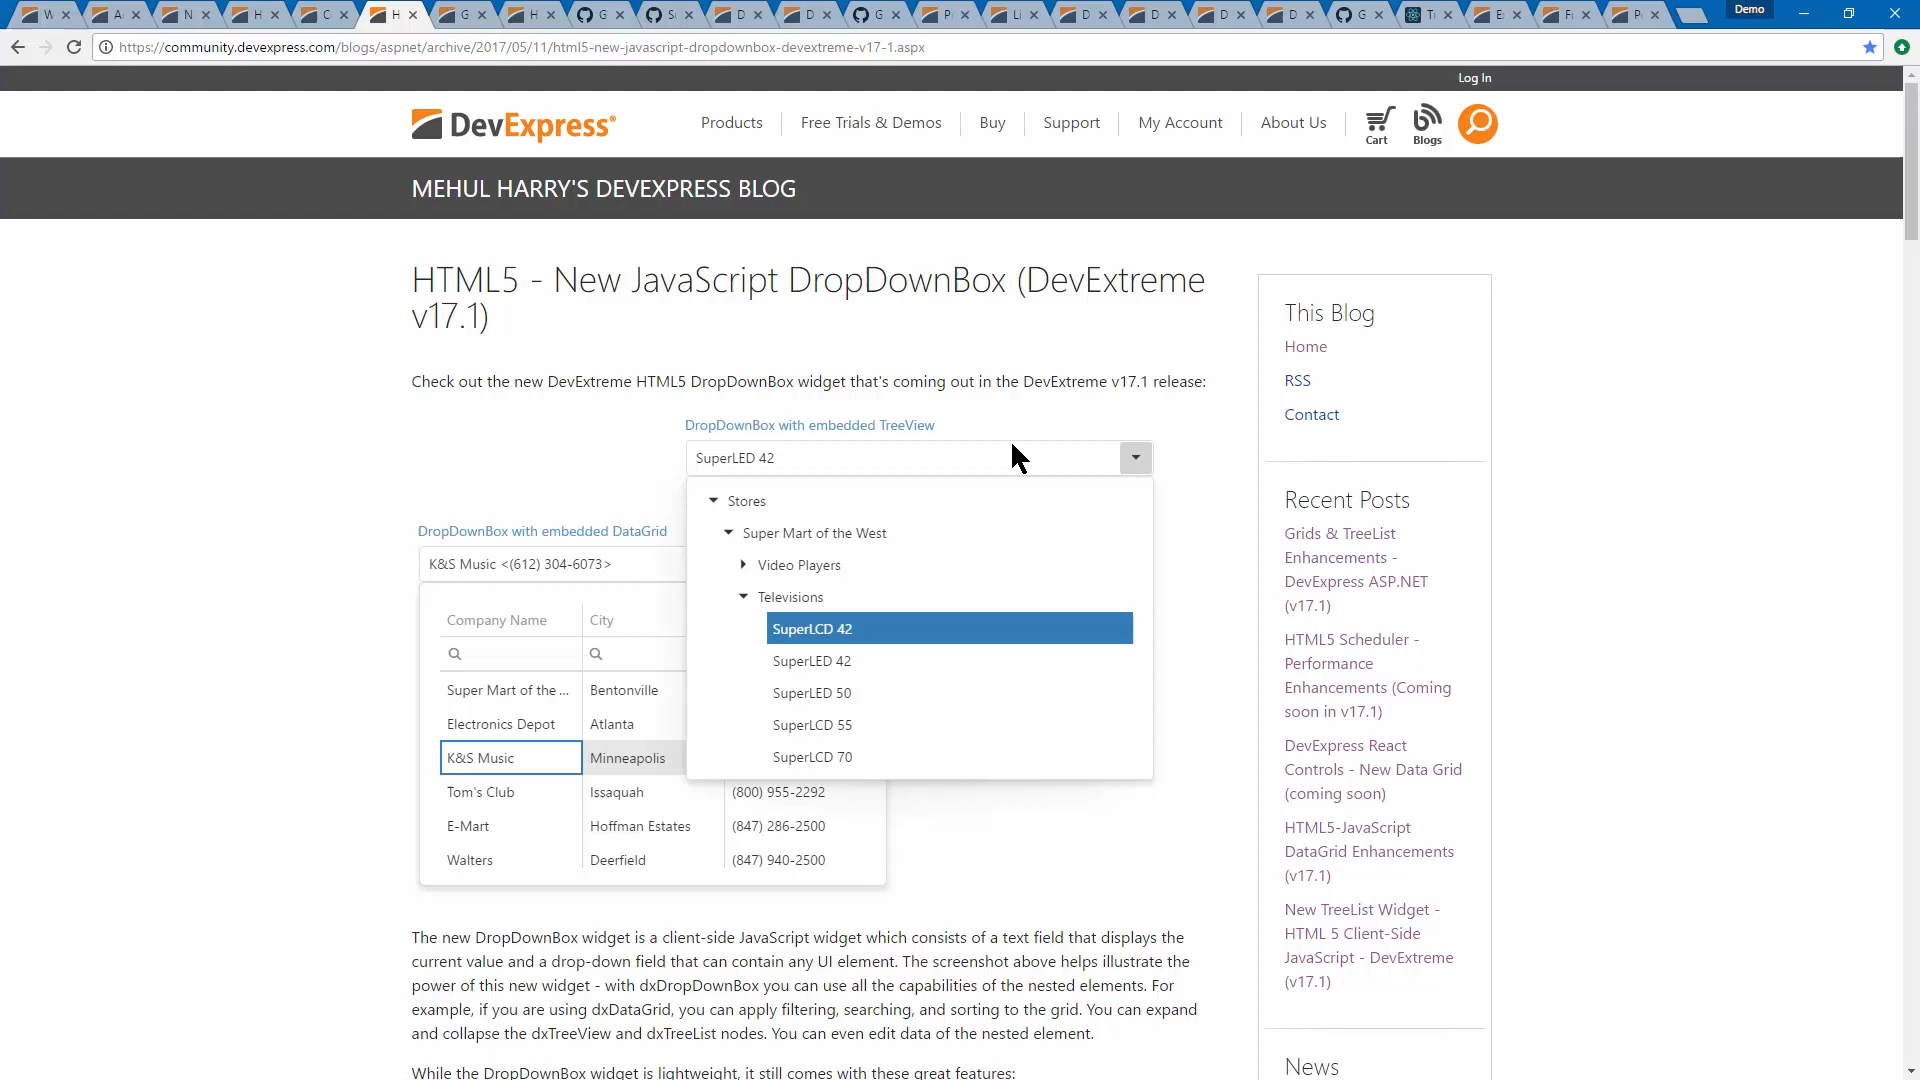 W
A
N
H
C
H
G
H
G
S
D
D
G
P
Li
D
D
D
D
G
T
E
F
P
Demo
https://community.devexpress.com/blogs/aspnet/archive/2017/05/11/html5-new-javascript-dropdownbox-devextreme-v17-1.aspx
Log In
DevExpress®
Products
Free Trials & Demos
Buy
Support
My Account
About Us
Cart
Blogs
MEHUL HARRY'S DEVEXPRESS BLOG
HTML5 - New JavaScript DropDownBox (DevExtreme
v17.1)
Check out the new DevExtreme HTML5 DropDownBox widget that's coming out in the DevExtreme v17.1 release:
DropDownBox with embedded TreeView
SuperLED 42
Stores
Super Mart of the West
Video Players
Televisions
SuperLCD 42
SuperLED 42
SuperLED 50
SuperLCD 55
SuperLCD 70
DropDownBox with embedded DataGrid
K&S Music <(612) 304-6073>
Company Name City
Super Mart of the ... Bentonville
Electronics Depot Atlanta
K&S Music Minneapolis
Tom's Club Issaquah (800) 955-2292
E-Mart Hoffman Estates (847) 286-2500
Walters Deerfield (847) 940-2500
The new DropDownBox widget is a client-side JavaScript widget which consists of a text field that displays the
current value and a drop-down field that can contain any UI element. The screenshot above helps illustrate the
power of this new widget - with dxDropDownBox you can use all the capabilities of the nested elements. For
example, if you are using dxDataGrid, you can apply filtering, searching, and sorting to the grid. You can expand
and collapse the dxTreeView and dxTreeList nodes. You can even edit data of the nested element.
While the DropDownBox widget is lightweight, it still comes with these great features:
This Blog
Home
RSS
Contact
Recent Posts
Grids & TreeList
Enhancements -
DevExpress ASP.NET
(v17.1)
HTML5 Scheduler -
Performance
Enhancements (Coming
soon in v17.1)
DevExpress React
Controls - New Data Grid
(coming soon)
HTML5-JavaScript
DataGrid Enhancements
(v17.1)
New TreeList Widget -
HTML 5 Client-Side
JavaScript - DevExtreme
(v17.1)
News